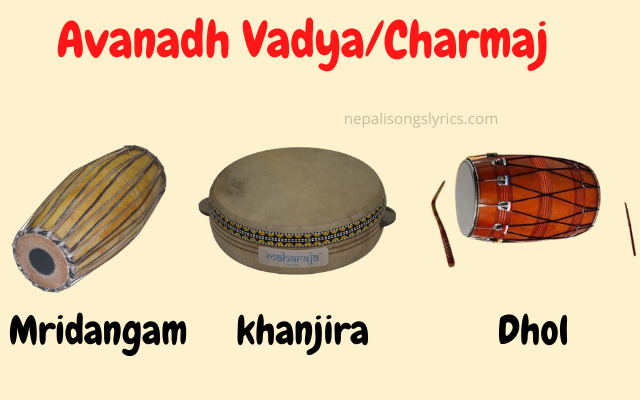 Avanadh Vadya/Charmaj
nepalisongslyrics.com
maharaja
Mridangam
khanjira
Dhol